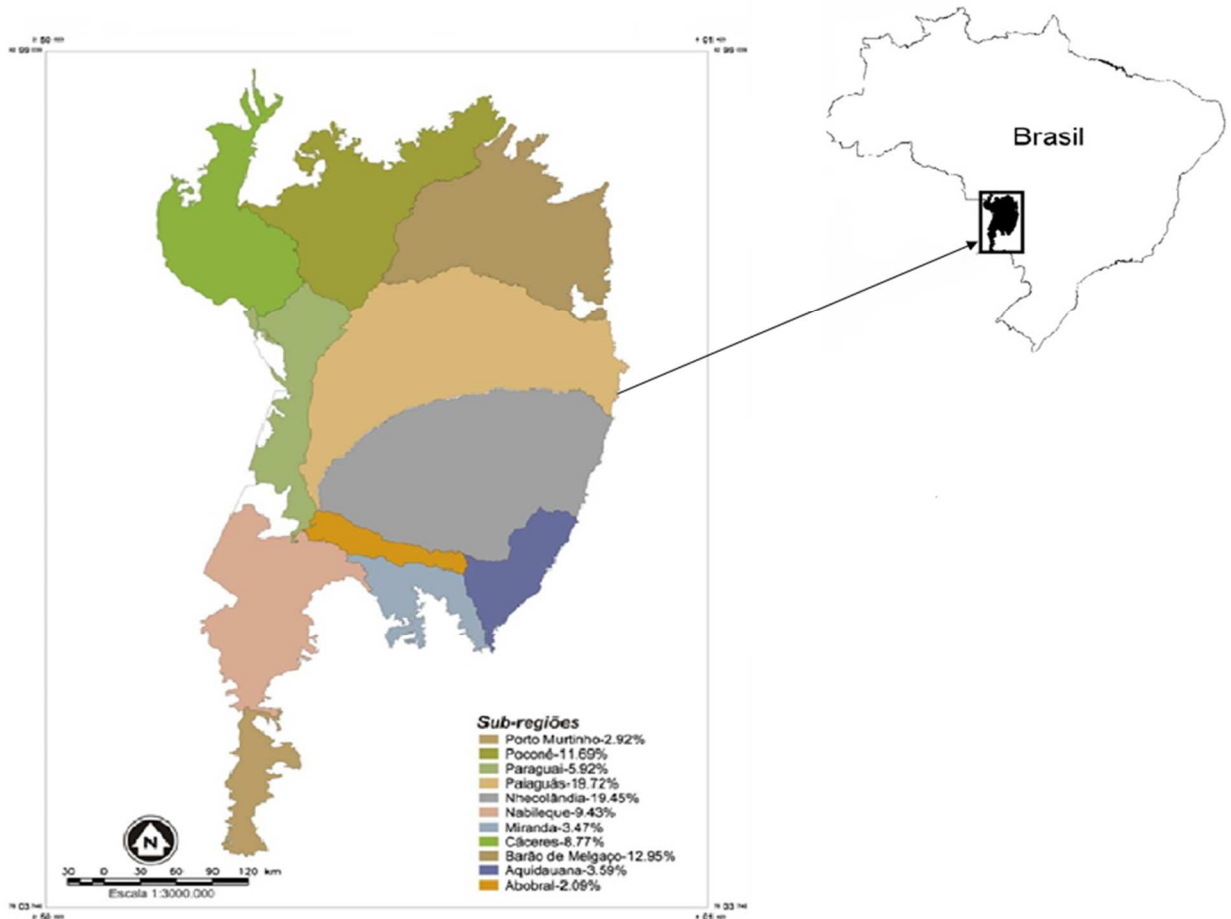 Brasil
Sub-regiões
Porto Murtinho-2.92%
Poconé-11.69%
Paraguai-5.92%
Paiaguás-19.72%
Nhecolândia-19.45%
Nabileque-9.43%
Miranda-3.47%
Cáceres-8.77%
Barão de Melgaço-12.95%
Aquidauana-3.59%
Abobral-2.09%
N
30 0 30 60 90 120 km
Escala 1:3000.000